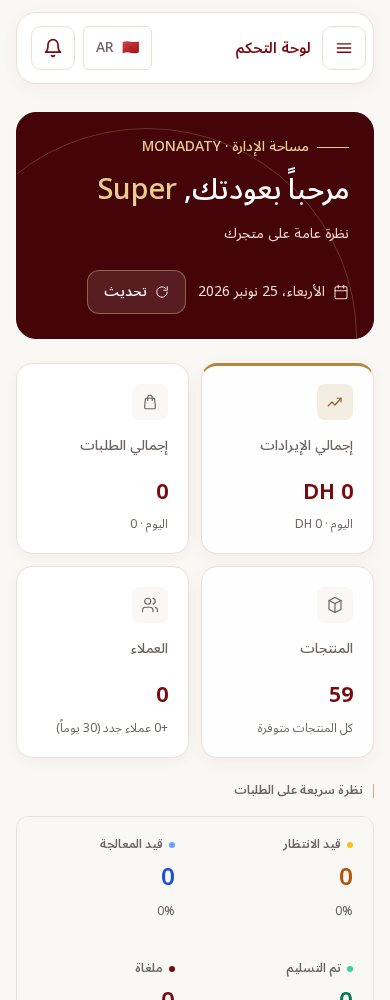 لوحة التحكم
AR
مساحة الإدارة · MONADATY
مرحباً بعودتك, Super
نظرة عامة على متجرك
الأربعاء، 25 نونبر 2026
تحديث
إجمالي الإيرادات
DH 0
اليوم · DH 0
إجمالي الطلبات
0
اليوم · 0
المنتجات
59
كل المنتجات متوفرة
العملاء
0
+0 عملاء جدد (30 يوماً)
نظرة سريعة على الطلبات
قيد الانتظار
0
0%
قيد المعالجة
0
0%
تم التسليم
0
ملغاة
0